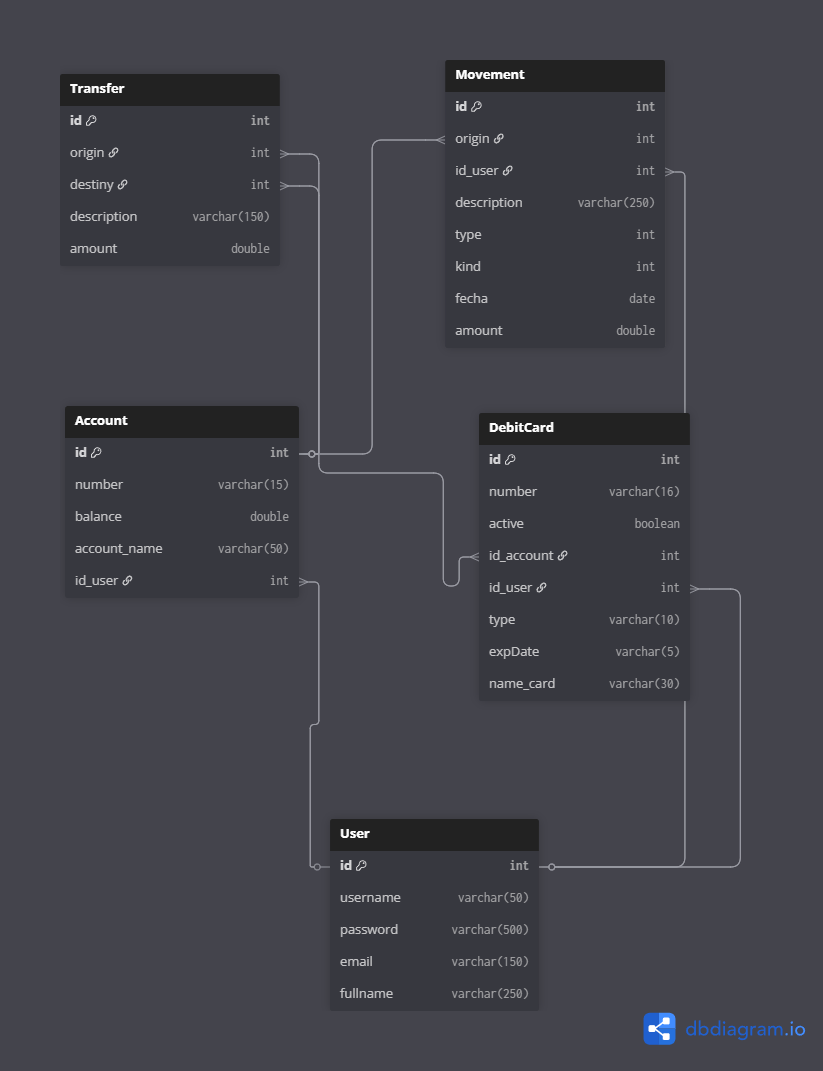 Transfer
id int
origin int
destiny int
description varchar(150)
amount double
Movement
id int
origin int
id_user int
description varchar(250)
type int
kind int
fecha date
amount double
Account
id int
number varchar(15)
balance double
account_name varchar(50)
id_user int
DebitCard
id int
number varchar(16)
active boolean
id_account int
id_user int
type varchar(10)
expDate varchar(5)
name_card varchar(30)
User
id int
username varchar(50)
password varchar(500)
email varchar(150)
fullname varchar(250)
dbdiagram.io